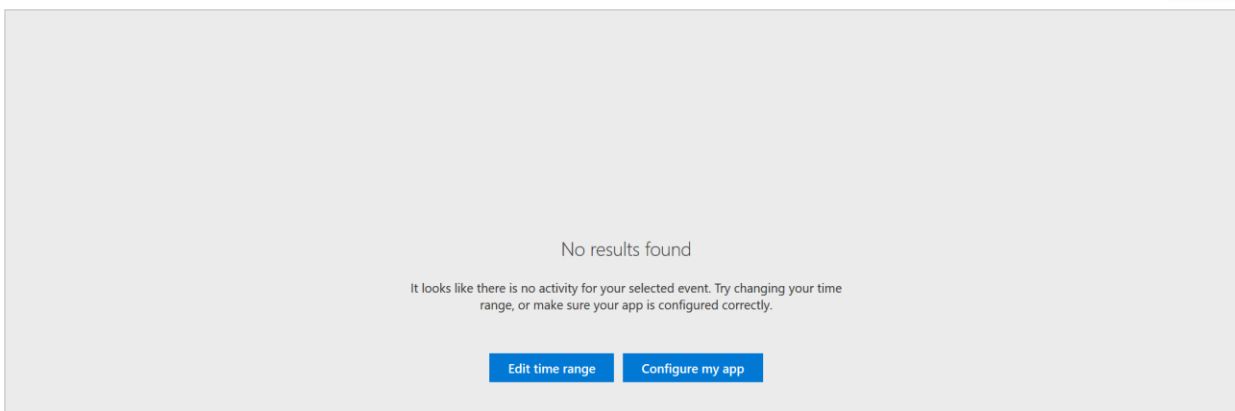 No results found
It looks like there is no activity for your selected event. Try changing your time
range, or make sure your app is configured correctly.
Edit time range
Configure my app